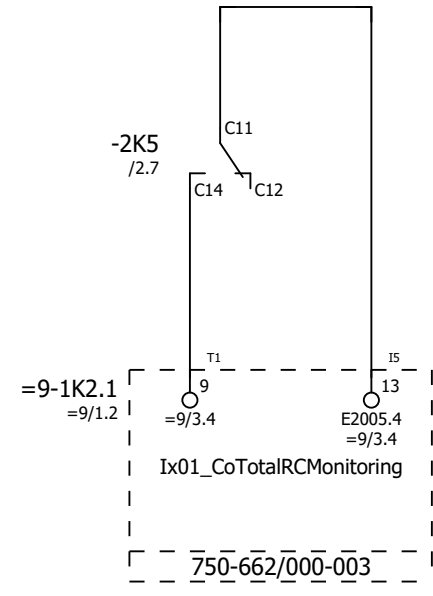 C11
-2K5
/2.7
C14
C12
T1
I5
=9-1K2.1
9
13
=9/1.2
=9/3.4
E2005.4
=9/3.4
Ix01_CoTotalRCMonitoring
750-662/000-003